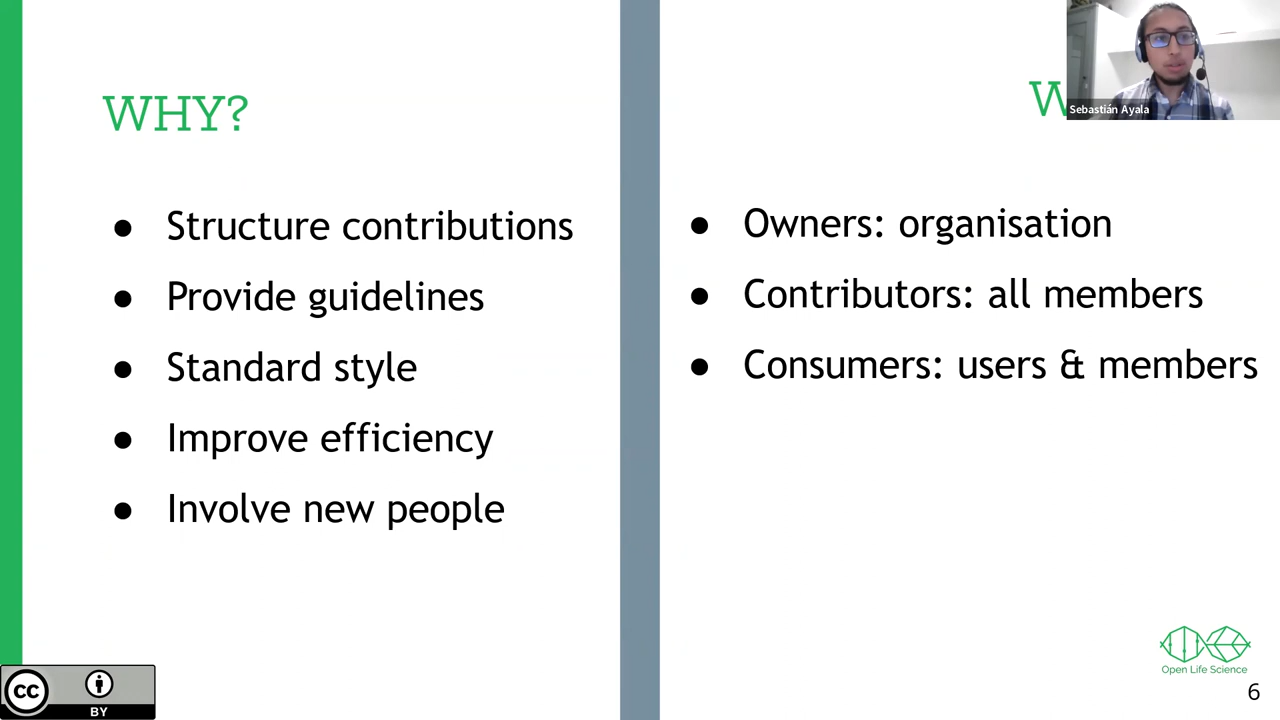 WHY?
Structure contributions
Provide guidelines
Standard style
Improve efficiency
Involve new people
Sebastián Ayala
Owners: organisation
Contributors: all members
Consumers: users & members
Open Life Science
6
CC
BY